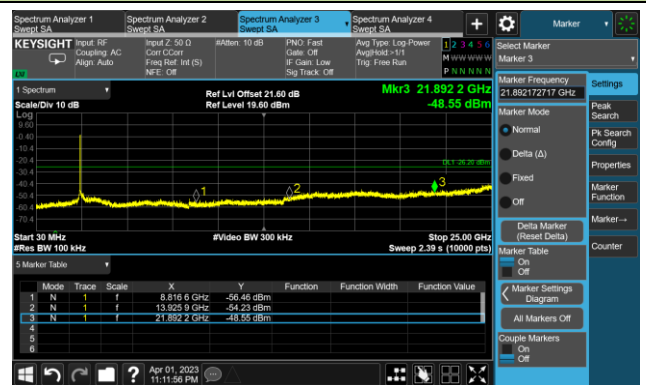 Spectrum Analyzer 1
Swept SA
Spectrum Analyzer 2
Swept SA
Spectrum Analyzer 3
Swept SA
Spectrum Analyzer 4
Swept SA
Marker
KEYSIGHT
Input: RF
Coupling: AC
Align: Auto
Input Z: 50 Ω
Corr CCorr
Freq Ref: Int (S)
NFE: Off
#Atten: 10 dB
PNO: Fast
Gate: Off
IF Gain: Low
Sig Track: Off
Avg Type: Log-Power
Avg|Hold:>1/1
Trig: Free Run
1 2 3 4 5 6
M W W W W W
P N N N N N
LXI
Select Marker
Marker 3
1 Spectrum
Scale/Div 10 dB
Log
Ref Lvl Offset 21.60 dB
Ref Level 19.60 dBm
Mkr3 21.892 2 GHz
-48.55 dBm
9.60
-0.40
-10.4
-20.4
-30.4
-40.4
-50.4
-60.4
-70.4
DL1 -26.20 dBm
1
2
3
Start 30 MHz
#Res BW 100 kHz
#Video BW 300 kHz
Stop 25.00 GHz
Sweep 2.39 s (10000 pts)
Marker Frequency
21.892172717 GHz
Marker Mode
Normal
Delta (Δ)
Fixed
Off
Delta Marker
(Reset Delta)
Marker Table
On
Off
Marker Settings
Diagram
All Markers Off
Couple Markers
On
Off
Settings
Peak
Search
Pk Search
Config
Properties
Marker
Function
Marker→
Counter
5 Marker Table
Mode Trace Scale X Y Function Function Width Function Value
1 N 1 f 8.816 6 GHz -56.46 dBm
2 N 1 f 13.925 9 GHz -54.23 dBm
3 N 1 f 21.892 2 GHz -48.55 dBm
4
5
6
?
Apr 01, 2023
11:11:56 PM